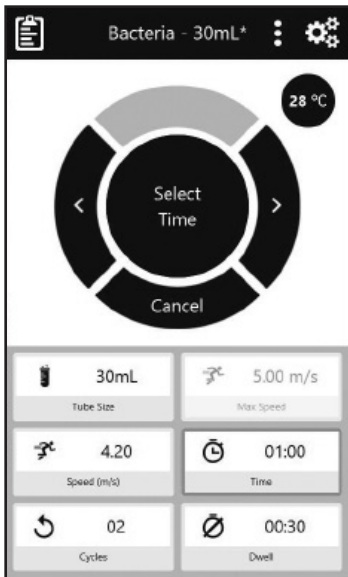 Bacteria - 30mL*
28 ºC
Select
Time
< >
Cancel
30mL 5.00 m/s
Tube Size Max Speed
4.20 01:00
Speed (m/s) Time
02 00:30
Cycles Dwell